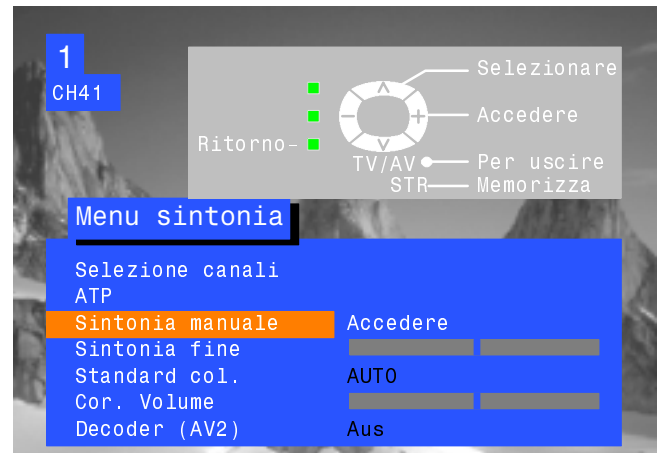 1
CH41
Selezionare
Accedere
Ritorno-
TV/AV Per uscire
STR Memorizza
Menu sintonia
Selezione canali
ATP
Sintonia manuale Accedere
Sintonia fine
Standard col. AUTO
Cor. Volume
Decoder (AV2) Aus